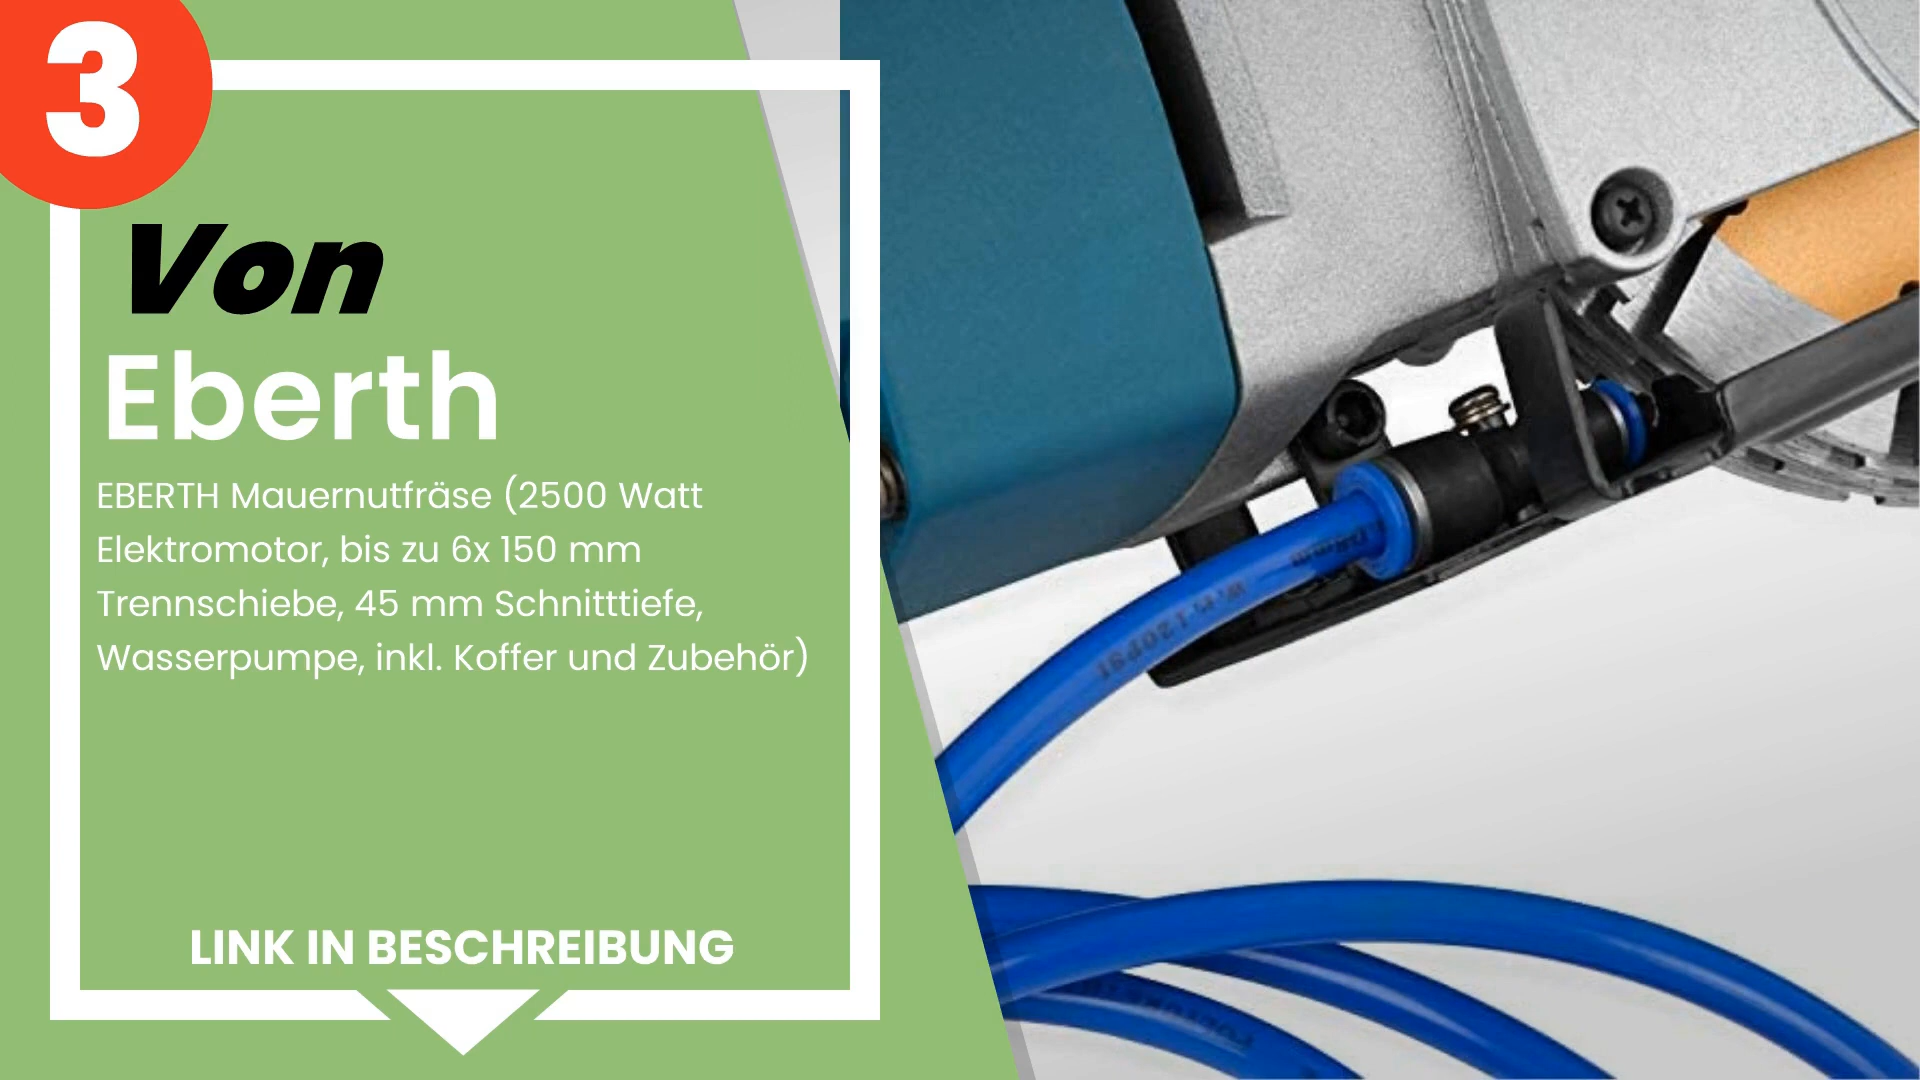 3
Von
Eberth
EBERTH Mauernutfräse (2500 Watt
Elektromotor, bis zu 6x 150 mm
Trennschiebe, 45 mm Schnitttiefe,
Wasserpumpe, inkl. Koffer und Zubehör)
LINK IN BESCHREIBUNG